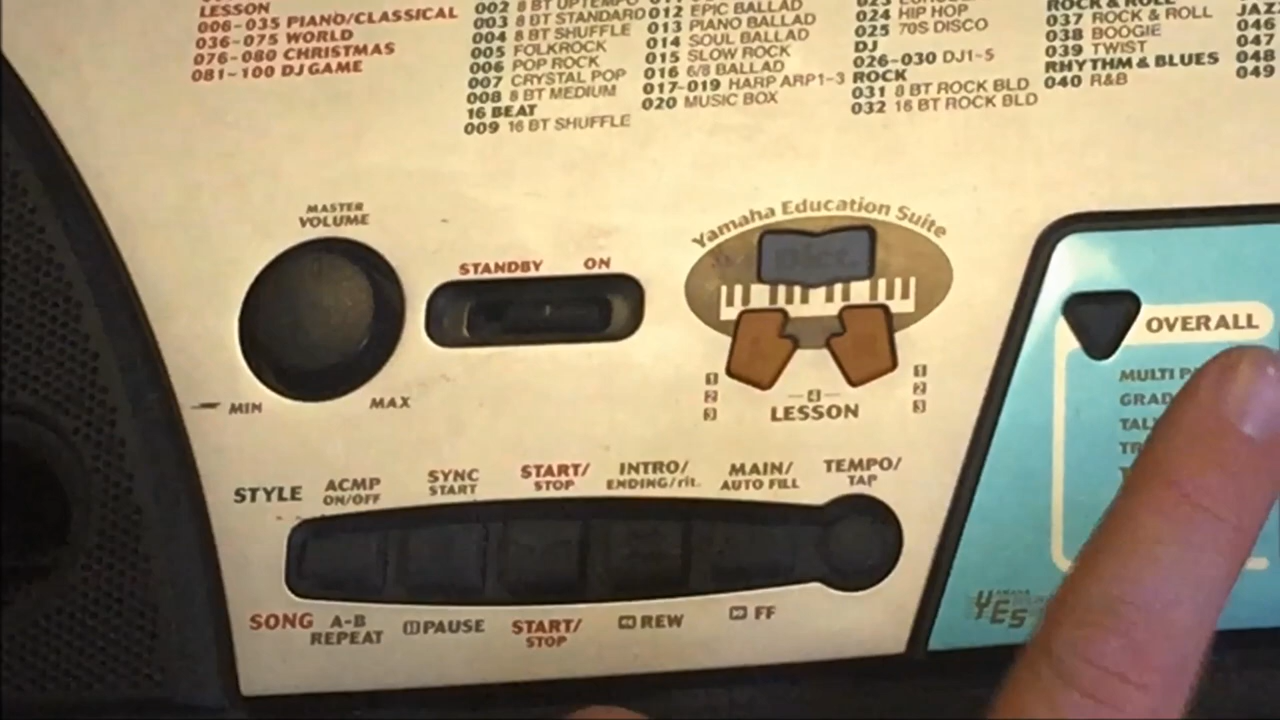 LESSON
006-035 PIANO/CLASSICAL
036-075 WORLD
076-080 CHRISTMAS
081-100 DJ GAME
002 8 BT UPTEMPO
003 8 BT STANDARD
004 8 BT SHUFFLE
005 FOLKROCK
006 POP ROCK
007 CRYSTAL POP
008 8 BT MEDIUM
16 BEAT
009 16 BT SHUFFLE
012 EPIC BALLAD
013 PIANO BALLAD
014 SOUL BALLAD
015 SLOW ROCK
016 6/8 BALLAD
017-019 HARP ARP1-3
020 MUSIC BOX
024 HIP HOP
025 70S DISCO
DJ
026-030 DJ1-5
ROCK
031 8 BT ROCK BLD
032 16 BT ROCK BLD
ROCK & ROLL
037 ROCK & ROLL
038 BOOGIE
039 TWIST
RHYTHM & BLUES
040 R&B
046
047
048
049
MASTER
VOLUME
MIN
MAX
STANDBY ON
Yamaha Education Suite
Dict.
1
2
3
4
LESSON
1
2
3
OVERALL
MULTI
GRAD
YES
STYLE
ACMP
ON/OFF
SYNC
START
START/
STOP
INTRO/
ENDING/rit.
MAIN/
AUTO FILL
TEMPO/
TAP
SONG
A-B
REPEAT
PAUSE
START/
STOP
REW
FF